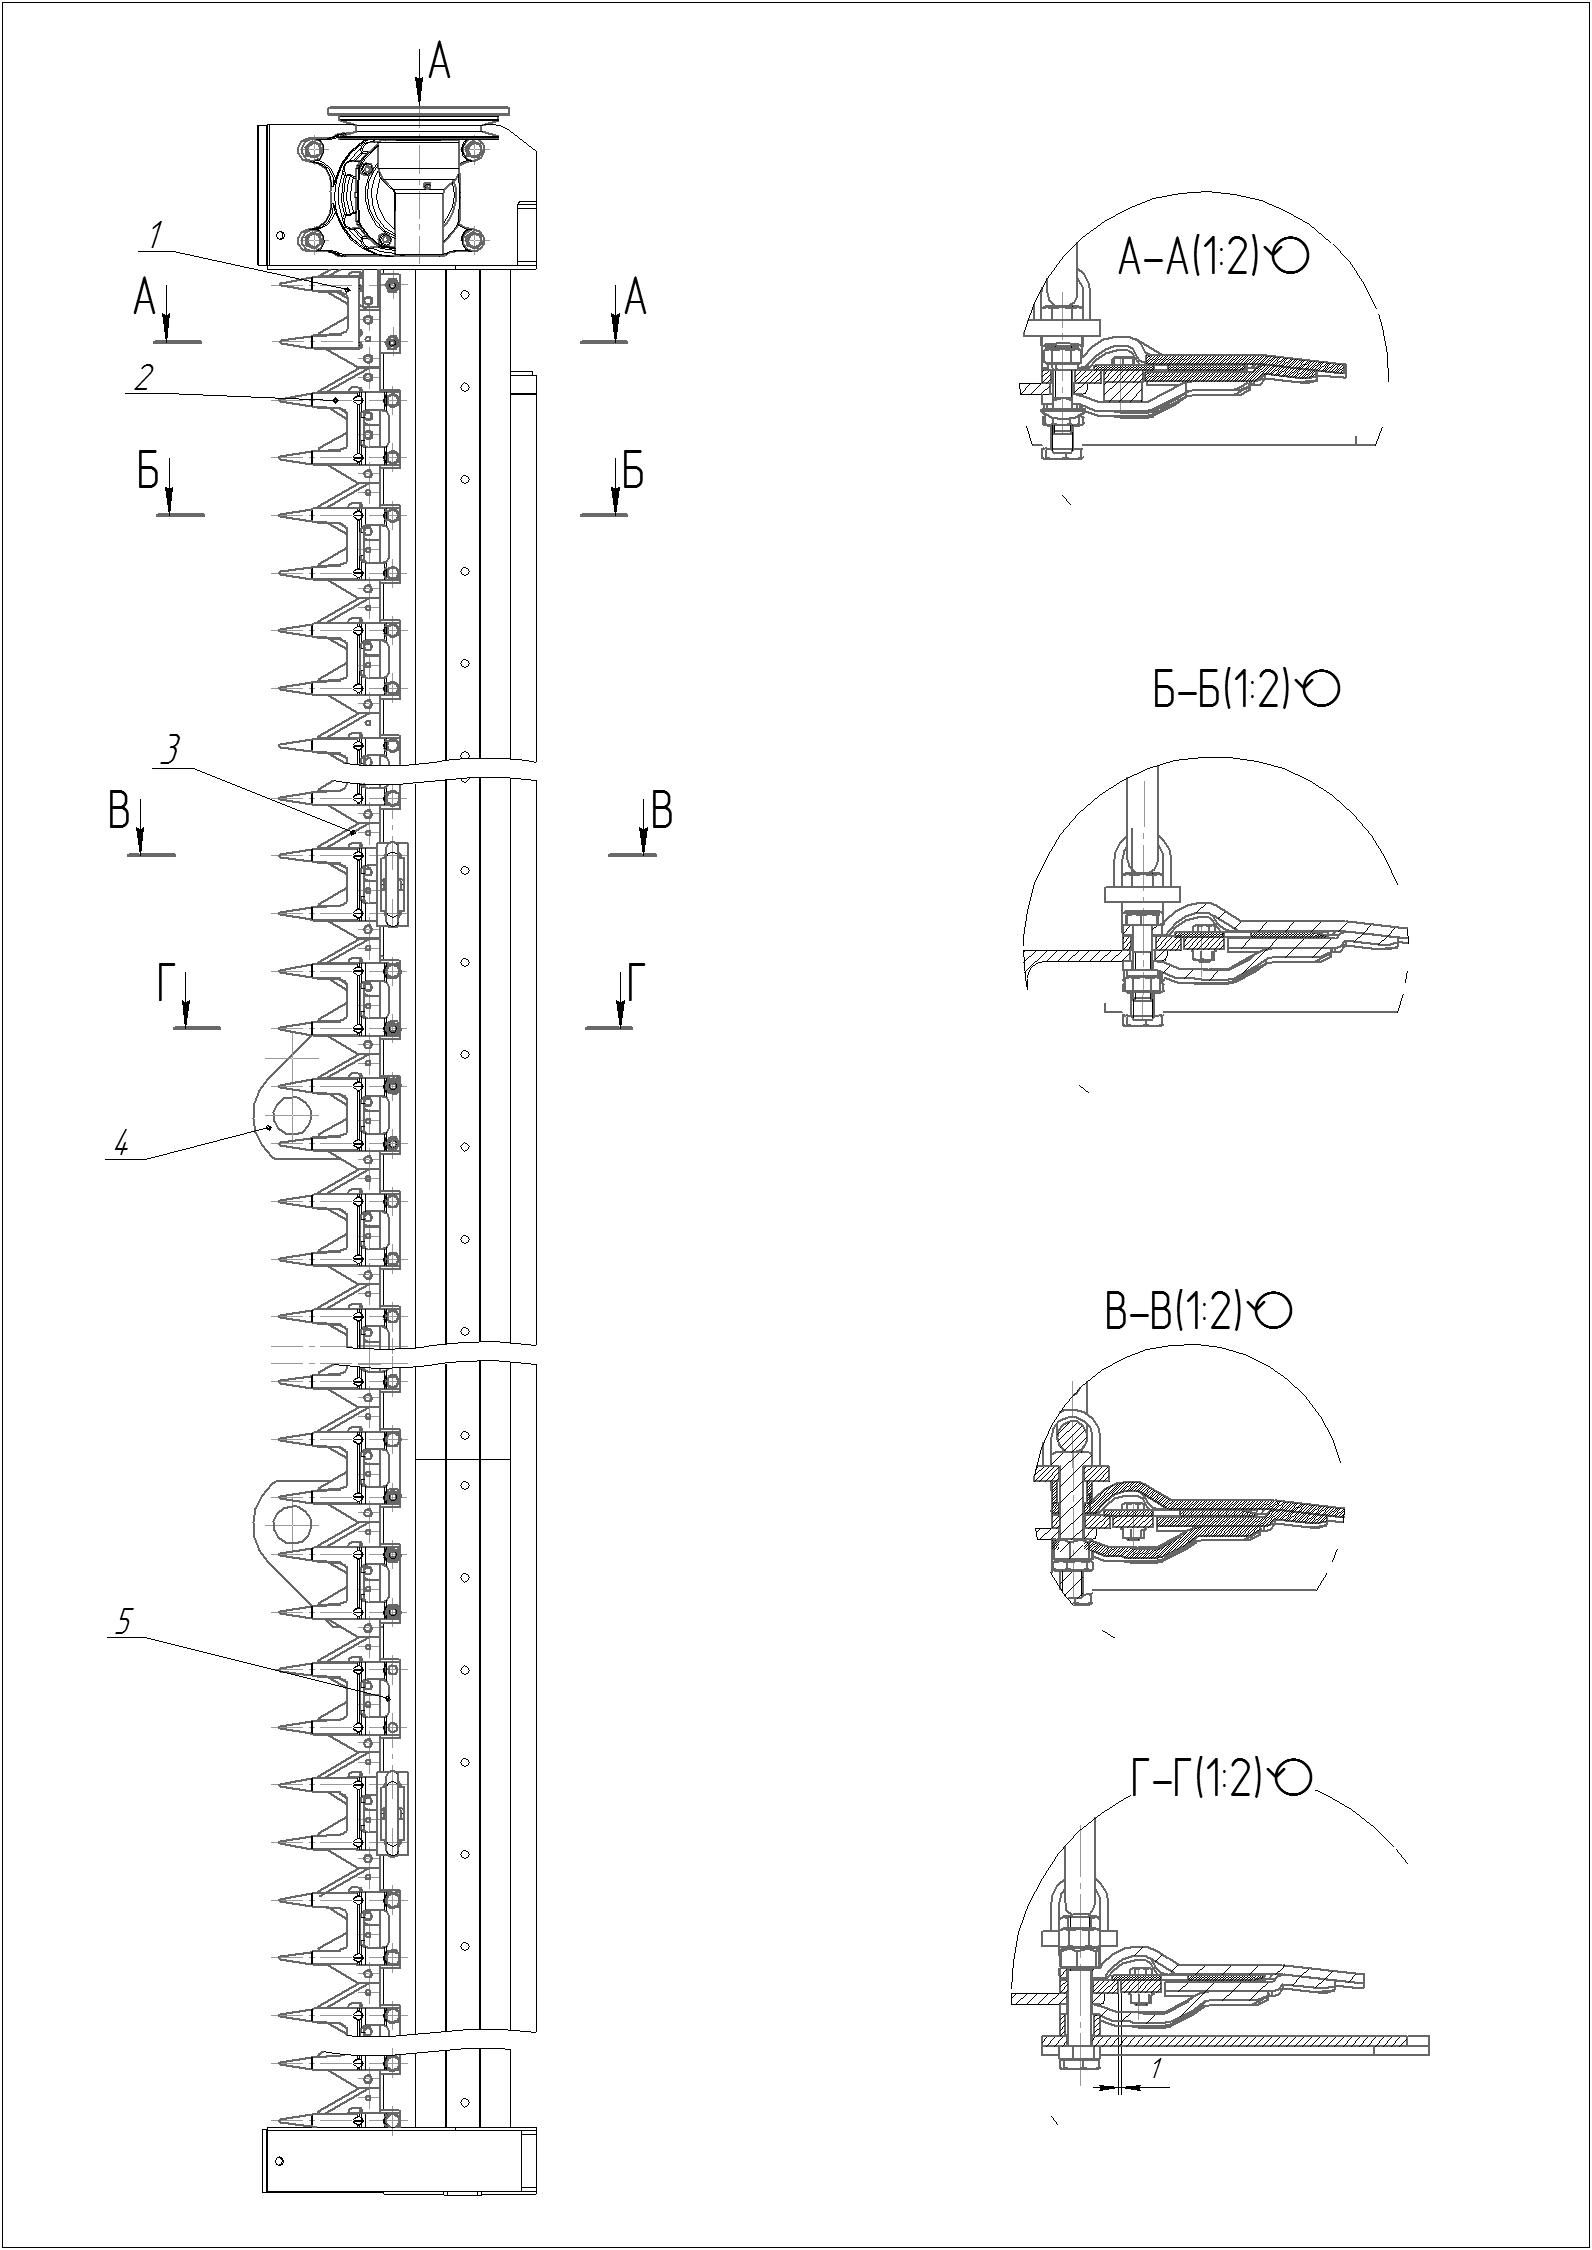 А
1
А А
А–А(1:2)
2
Б Б
Б–Б(1:2)
3
В В
Г Г
4
В–В(1:2)
5
Г–Г(1:2)
1